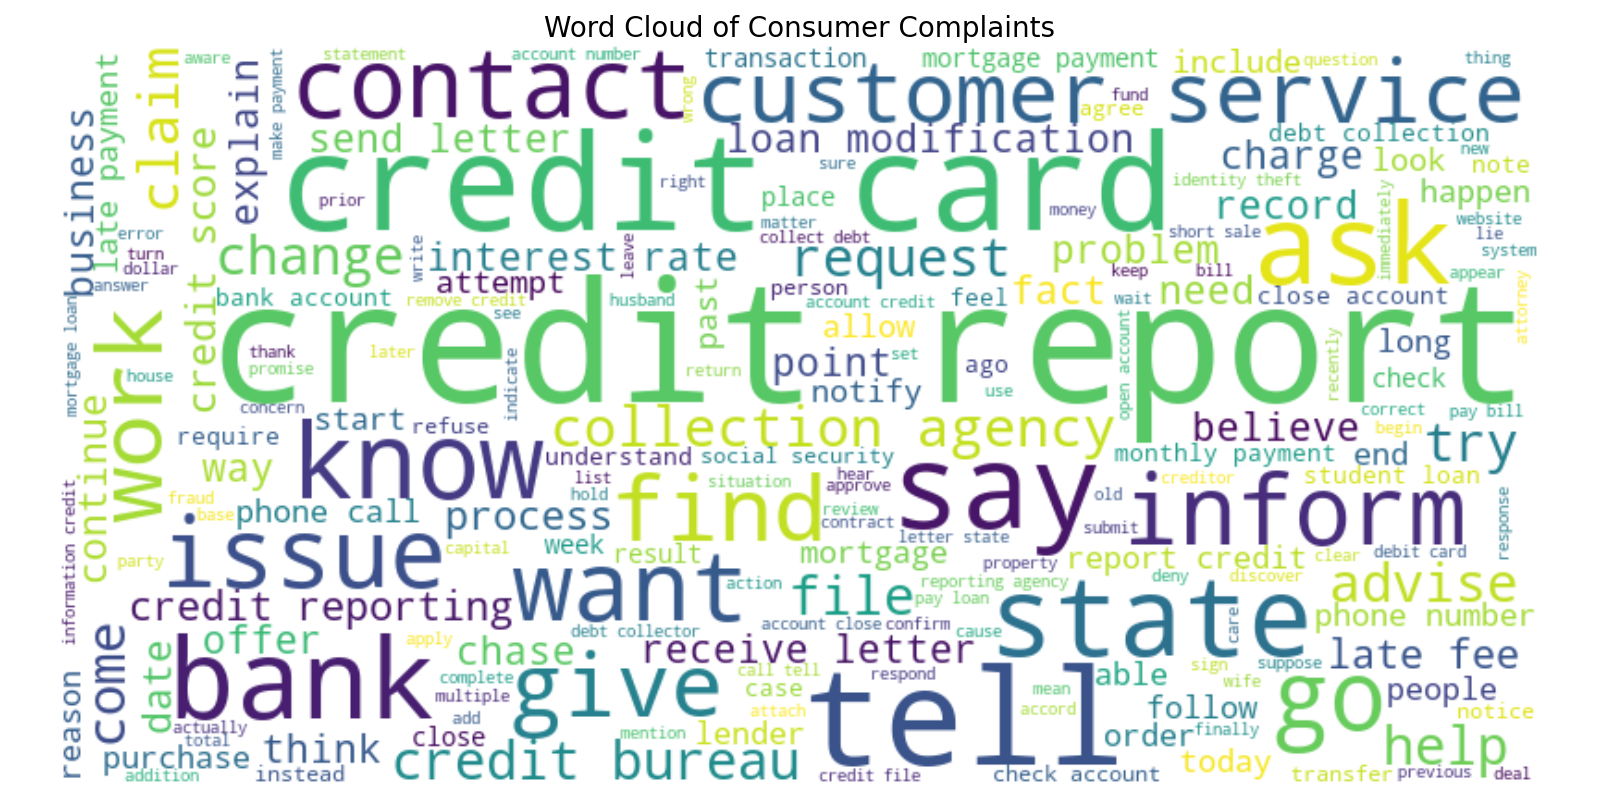 Word Cloud of Consumer Complaints
aware
statement
account number
transaction
mortgage payment
include
question
thing
claim
late payment
explain
make payment
contact
wrong
customer service
fund
agree
business
send letter
loan modification
debt collection
credit score
credit card
sure
right
prior
place
matter
money
charge
look
new
note
identity theft
happen
record
immediately
website
lie
system
error
turn
dollar
answer
change
write
interest rate
leave
collect debt
request
problem
short sale
ask
appear
attempt
person
keep
bill
bank account
remove credit
see
husband
past
account credit
feel
fact
wait
need
close account
attorney
mortgage loan
work
credit report
allow
open account
recently
long
thank
promise
later
indicate
return
point
set
ago
use
notify
check
house
concern
start
refuse
collection agency
believe
correct
begin
pay bill
try
continue
require
know
understand
social security
monthly payment
end
way
list
situation
hear
approve
say
old
creditor
student loan
fraud
base
phone call
process
hold
find
review
contract
submit
inform
response
information credit
issue
capital
week
result
mortgage
letter state
property
report credit
clear
debit card
party
want
action
file
reporting agency
pay loan
deny
discover
advise
credit reporting
state
care
phone number
come
offer
apply
debt collector
account close
confirm
cause
date
chase
receive letter
late fee
bank
complete
multiple
give
call tell
case
attach
respond
tell
mean
accord
able
sign
wife
suppose
go
people
reason
actually
total
add
close
mention
lender
follow
order
finally
notice
purchase
think
credit bureau
today
help
addition
instead
credit file
check account
transfer
previous
deal